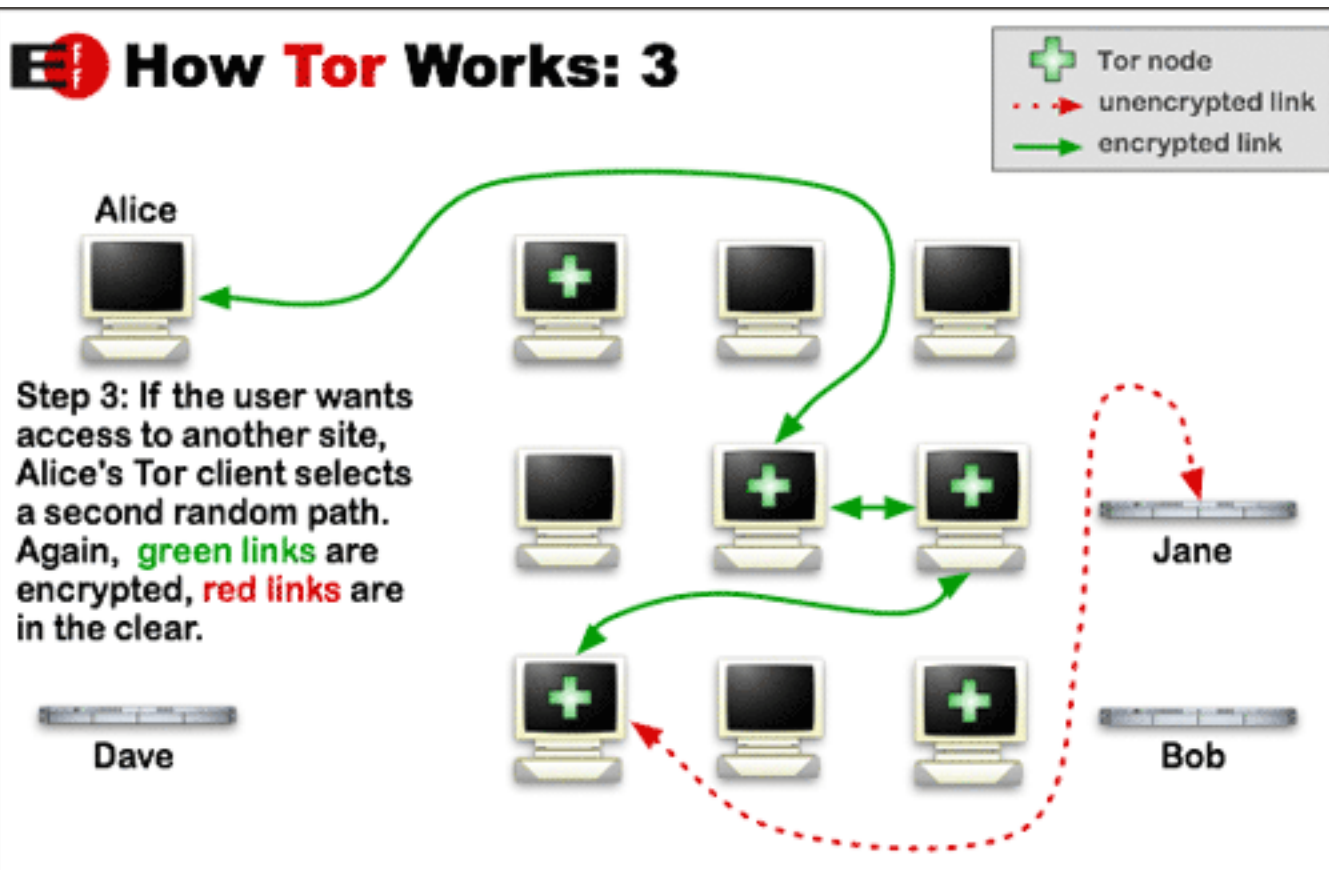 EFF How Tor Works: 3
Tor node
unencrypted link
encrypted link
Alice
Step 3: If the user wants
access to another site,
Alice's Tor client selects
a second random path.
Again, green links are
encrypted, red links are
in the clear.
Jane
Dave
Bob